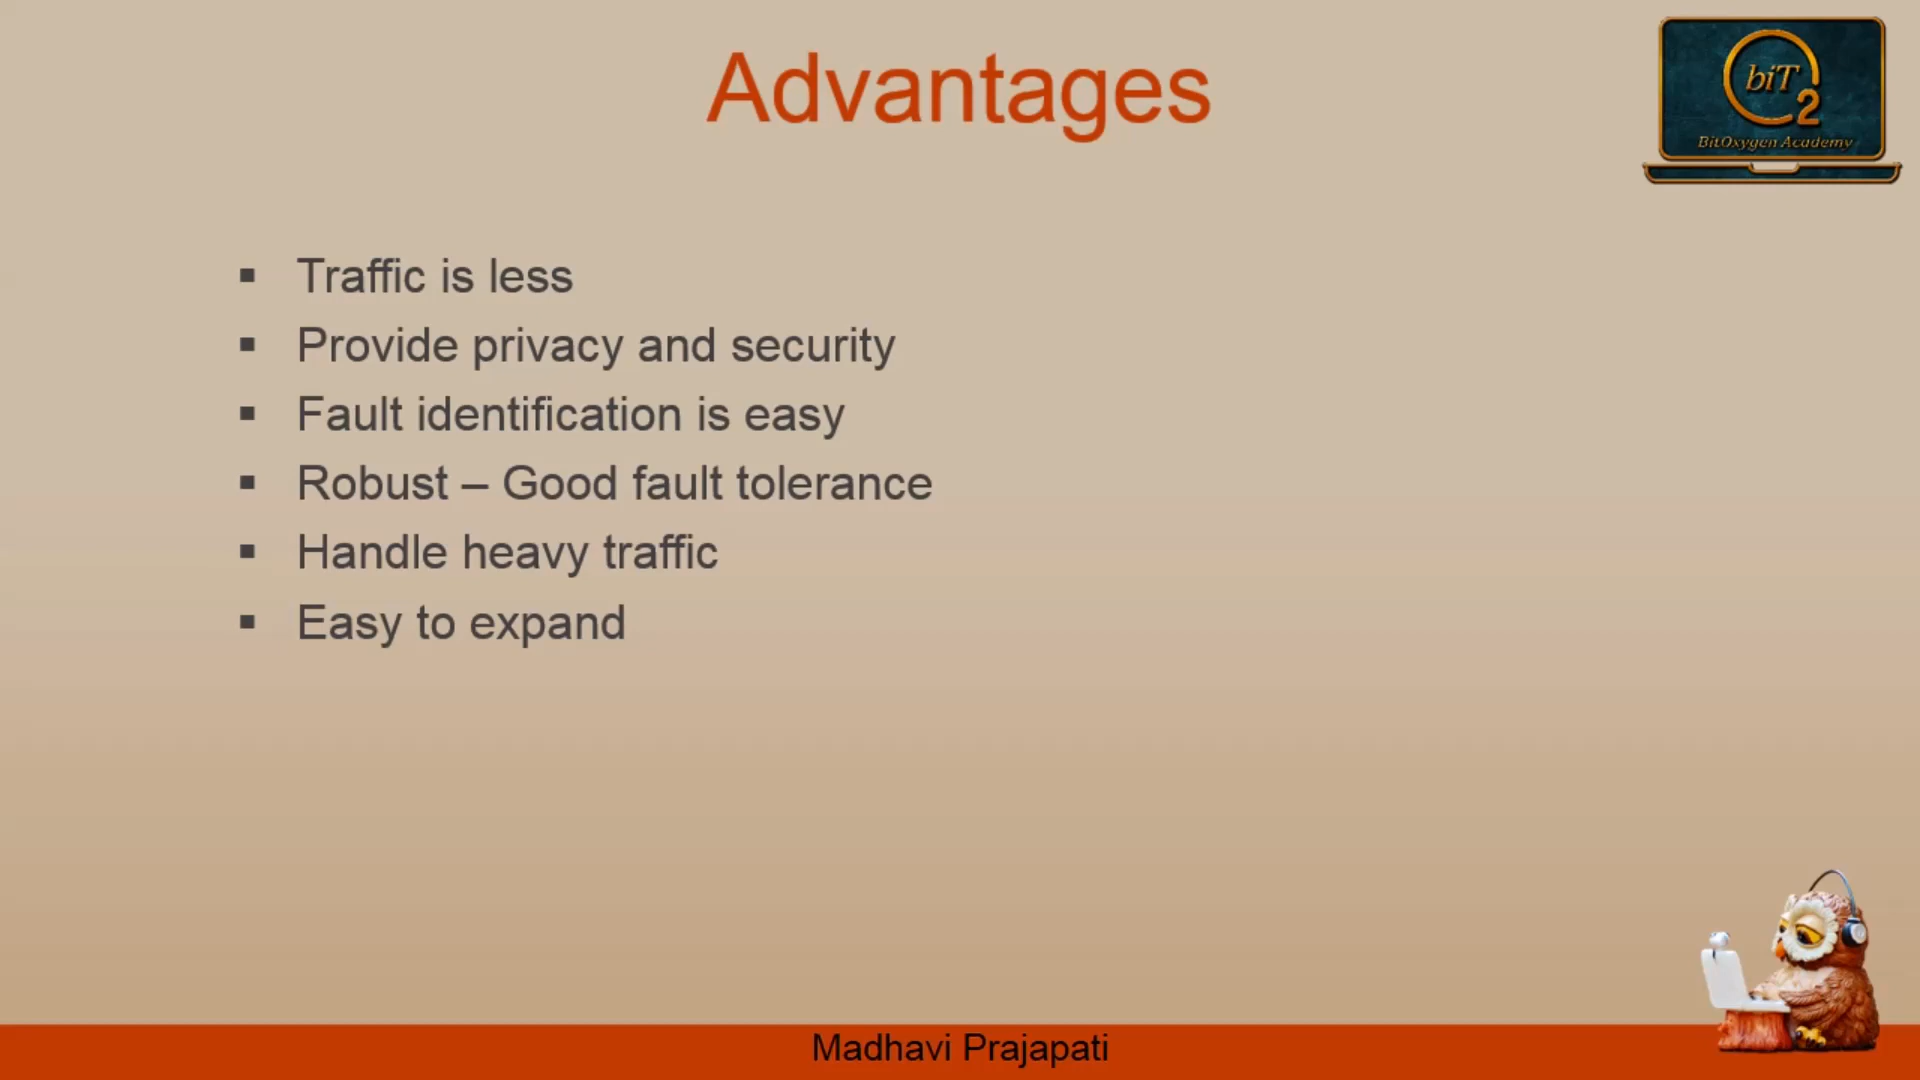 Advantages
biT
2
BitOxygen Academy
▪ Traffic is less
▪ Provide privacy and security
▪ Fault identification is easy
▪ Robust – Good fault tolerance
▪ Handle heavy traffic
▪ Easy to expand
Madhavi Prajapati